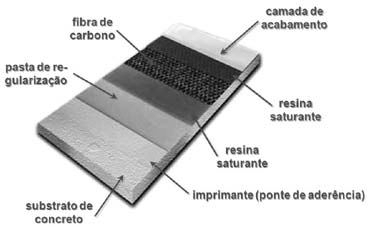 camada de
acabamento
fibra de
carbono
pasta de re-
gularização
resina
saturante
resina
saturante
imprimante (ponte de aderência)
substrato de
concreto